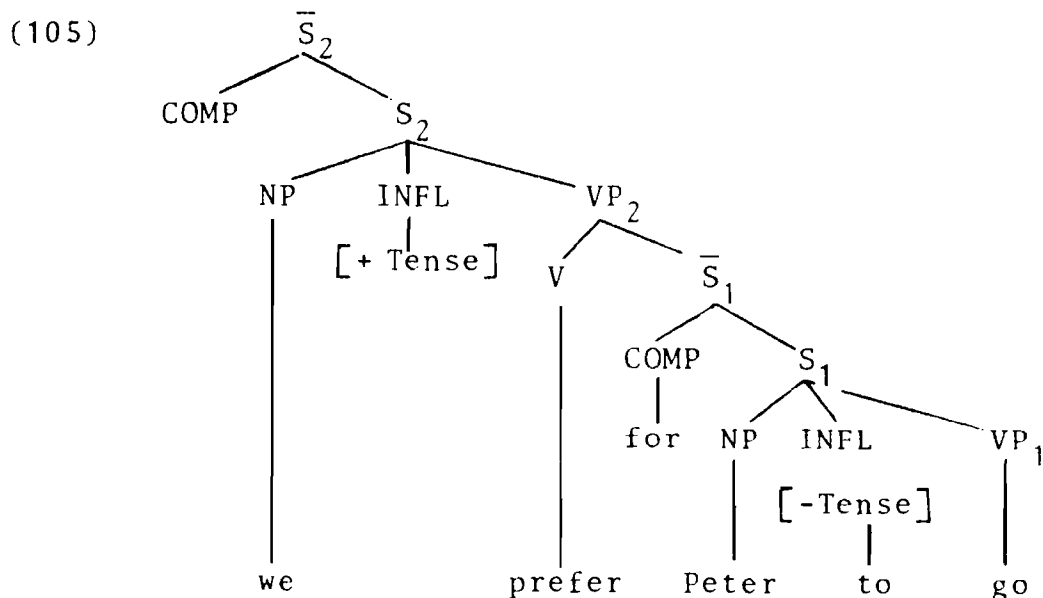 (105) S̄₂
COMP S₂
NP INFL VP₂
[+ Tense] V S̄₁
COMP S₁
for NP INFL VP₁
[-Tense]
we prefer Peter to go